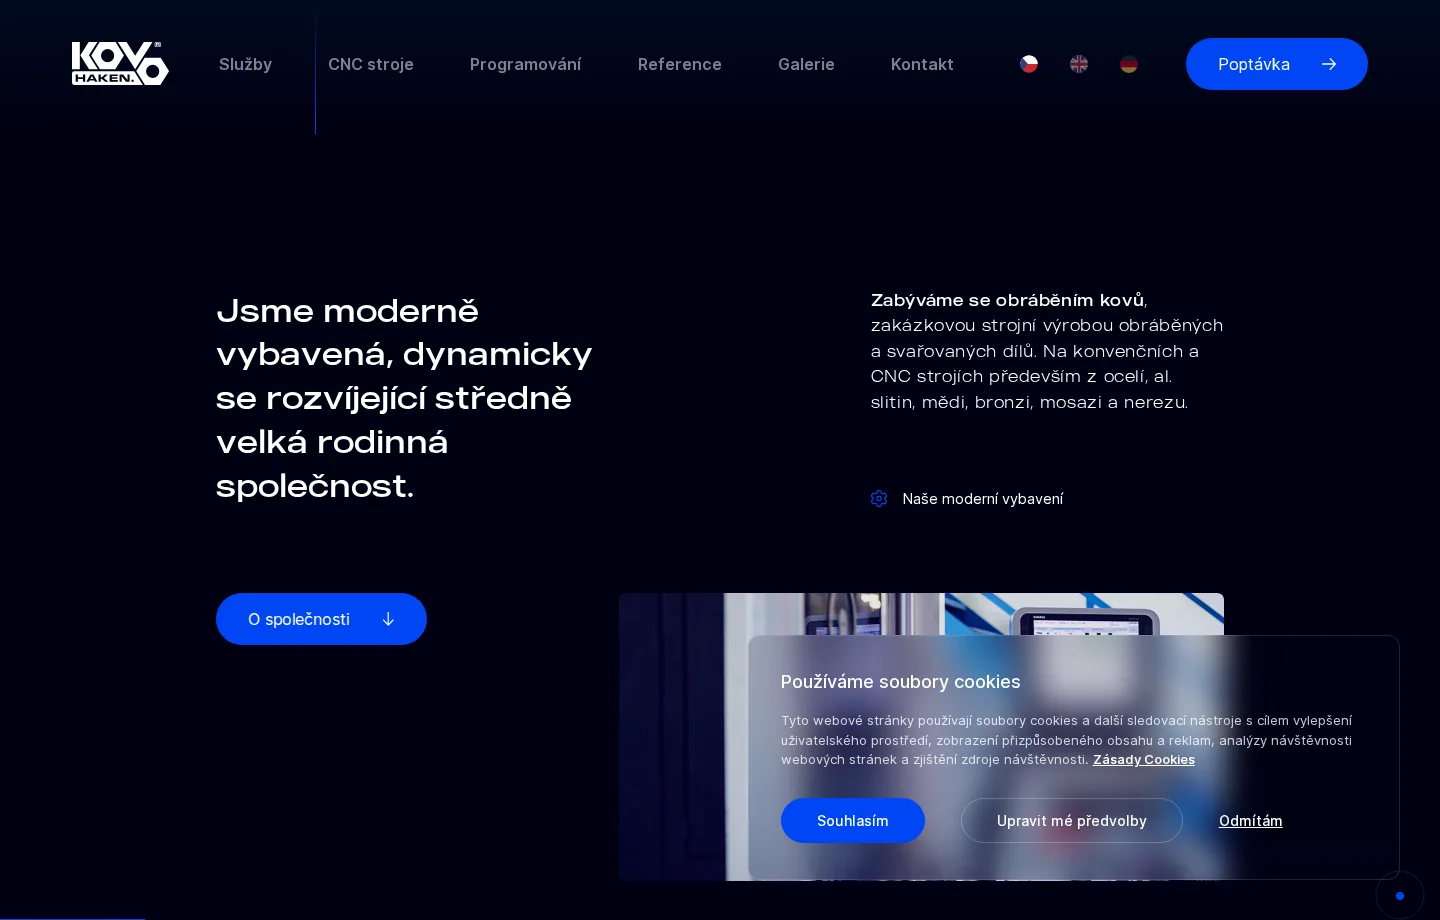 KOVO
HAKEN.
Služby
CNC stroje
Programování
Reference
Galerie
Kontakt
Poptávka
Jsme moderně
vybavená, dynamicky
se rozvíjející středně
velká rodinná
společnost.
Zabýváme se obráběním kovů,
zakázkovou strojní výrobou obráběných
a svařovaných dílů. Na konvenčních a
CNC strojích především z ocelí, al.
slitin, mědi, bronzi, mosazi a nerezu.
Naše moderní vybavení
O společnosti
Používáme soubory cookies
Tyto webové stránky používají soubory cookies a další sledovací nástroje s cílem vylepšení
uživatelského prostředí, zobrazení přizpůsobeného obsahu a reklam, analýzy návštěvnosti
webových stránek a zjištění zdroje návštěvnosti. Zásady Cookies
Souhlasím
Upravit mé předvolby
Odmítám